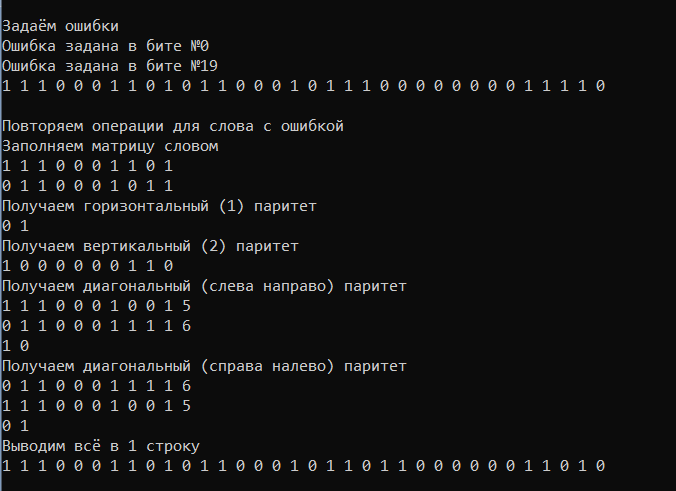 Задаём ошибки
Ошибка задана в бите №0
Ошибка задана в бите №19
1 1 1 0 0 0 1 1 0 1 0 1 1 0 0 0 1 0 1 1 1 0 0 0 0 0 0 0 0 1 1 1 1 0
Повторяем операции для слова с ошибкой
Заполняем матрицу словом
1 1 1 0 0 0 1 1 0 1
0 1 1 0 0 0 1 0 1 1
Получаем горизонтальный (1) паритет
0 1
Получаем вертикальный (2) паритет
1 0 0 0 0 0 0 1 1 0
Получаем диагональный (слева направо) паритет
1 1 1 0 0 0 1 0 0 1 5
0 1 1 0 0 0 1 1 1 1 6
1 0
Получаем диагональный (справа налево) паритет
0 1 1 0 0 0 1 1 1 1 6
1 1 1 0 0 0 1 0 0 1 5
0 1
Выводим всё в 1 строку
1 1 1 0 0 0 1 1 0 1 0 1 1 0 0 0 1 0 1 1 0 1 1 0 0 0 0 0 0 1 1 0 1 0